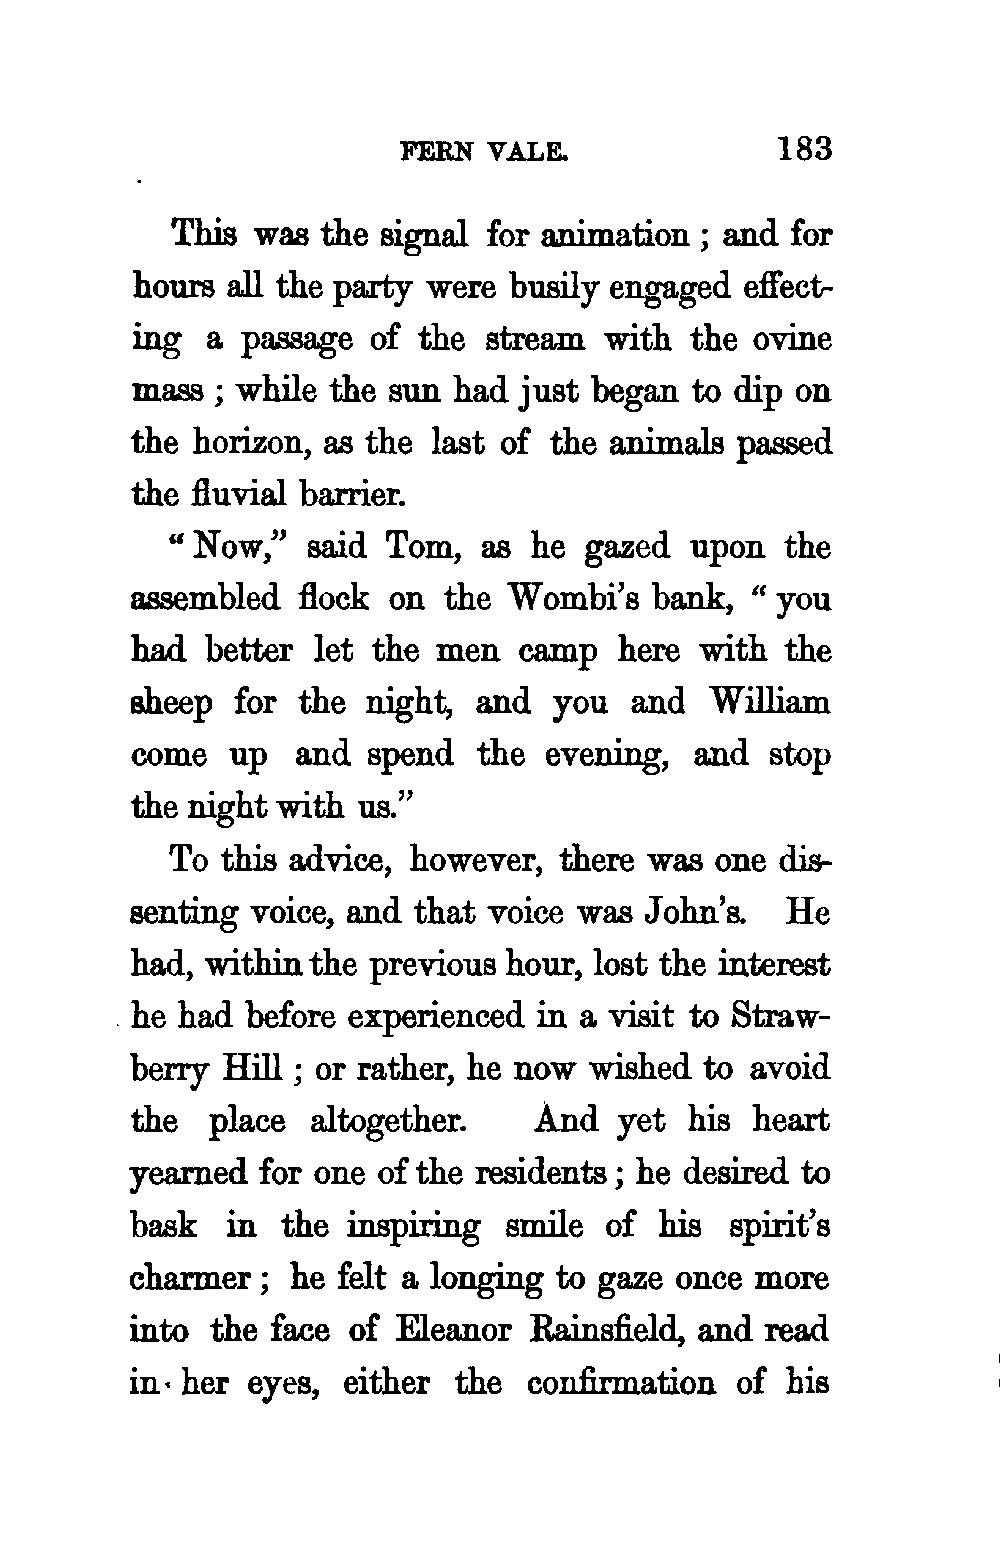 FERN VALE. 183
This was the signal for animation ; and for
hours all the party were busily engaged effect-
ing a passage of the stream with the ovine
mass ; while the sun had just began to dip on
the horizon, as the last of the animals passed
the fluvial barrier.
“ Now,” said Tom, as he gazed upon the
assembled flock on the Wombi’s bank, “ you
had better let the men camp here with the
sheep for the night, and you and William
come up and spend the evening, and stop
the night with us.”
To this advice, however, there was one dis-
senting voice, and that voice was John’s. He
had, within the previous hour, lost the interest
he had before experienced in a visit to Straw-
berry Hill ; or rather, he now wished to avoid
the place altogether. And yet his heart
yearned for one of the residents ; he desired to
bask in the inspiring smile of his spirit’s
charmer ; he felt a longing to gaze once more
into the face of Eleanor Rainsfield, and read
in her eyes, either the confirmation of his